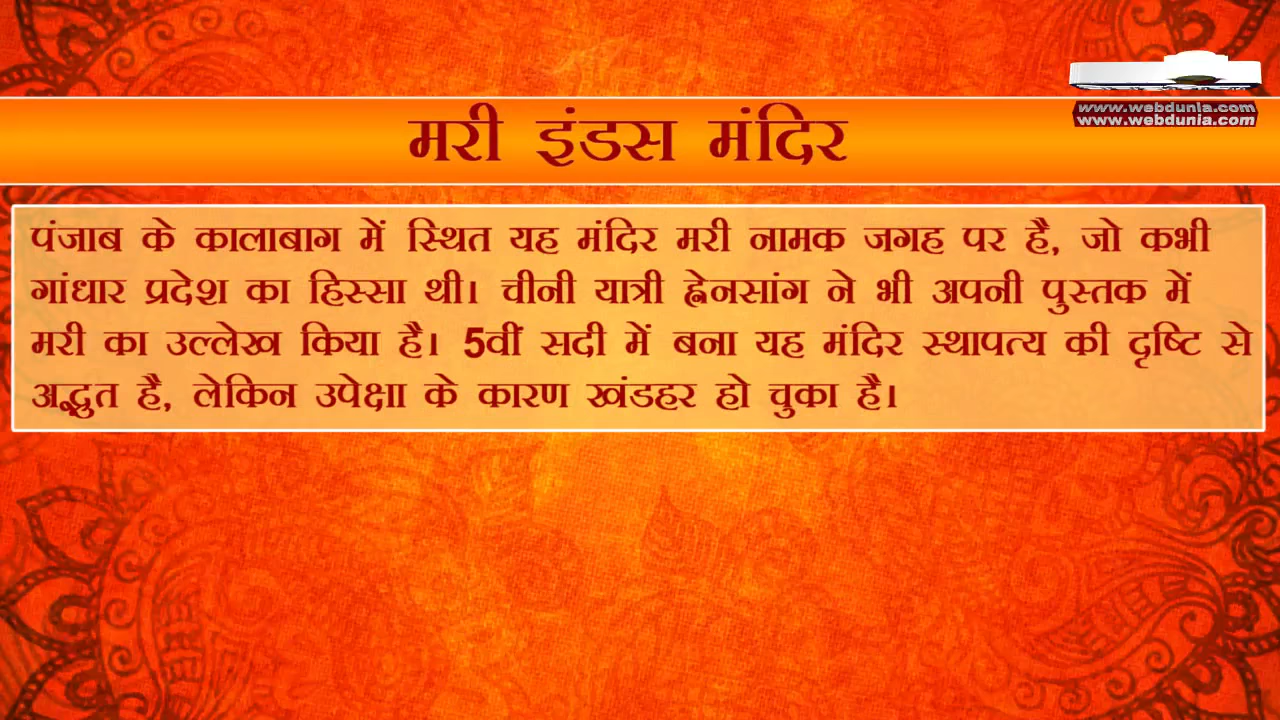 www.webdunia.com
www.webdunia.com
मरी इंडस मंदिर
पंजाब के कालाबाग में स्थित यह मंदिर मरी नामक जगह पर है, जो कभी
गांधार प्रदेश का हिस्सा थी। चीनी यात्री ह्वेनसांग ने भी अपनी पुस्तक में
मरी का उल्लेख किया है। 5वीं सदी में बना यह मंदिर स्थापत्य की दृष्टि से
अद्भुत है, लेकिन उपेक्षा के कारण खंडहर हो चुका है।